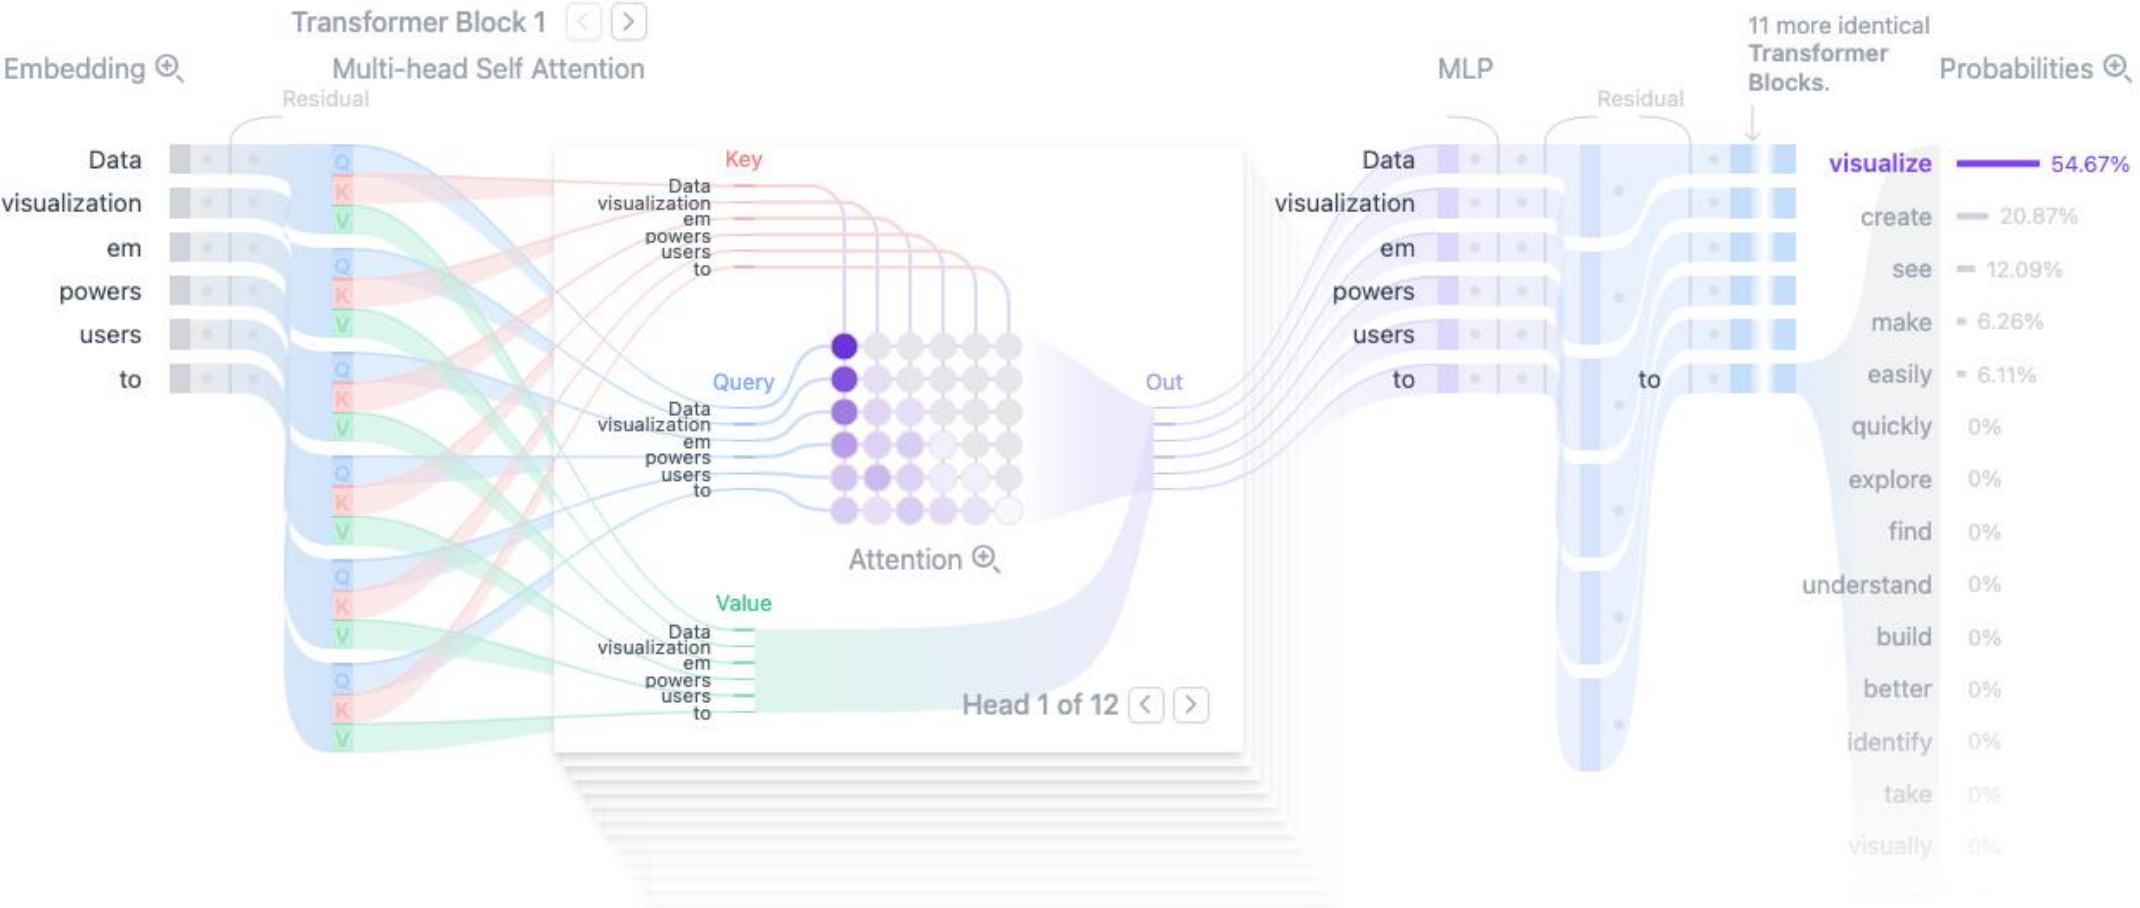 Transformer Block 1
Embedding
Multi-head Self Attention
Residual
Data
visualization
em
powers
users
to
Q
K
V
Q
K
V
Q
K
V
Q
K
V
Q
K
V
Q
K
V
Key
Data
visualization
em
powers
users
to
Query
Data
visualization
em
powers
users
to
Attention
Value
Data
visualization
em
powers
users
to
Out
Head 1 of 12
MLP
Residual
Data
visualization
em
powers
users
to
to
11 more identical
Transformer
Blocks.
Probabilities
visualize 54.67%
create 20.87%
see 12.09%
make 6.26%
easily 6.11%
quickly 0%
explore 0%
find 0%
understand 0%
build 0%
better 0%
identify 0%
take 0%
visually 0%